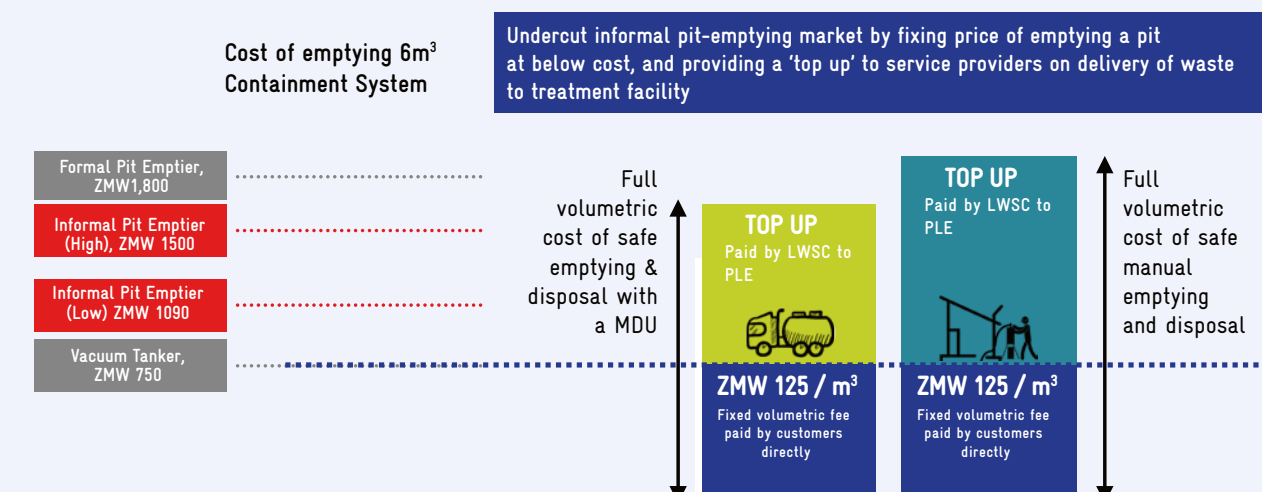 Cost of emptying 6m³
Containment System
Undercut informal pit-emptying market by fixing price of emptying a pit
at below cost, and providing a 'top up' to service providers on delivery of waste
to treatment facility
Formal Pit Emptier,
ZMW1,800
Informal Pit Emptier
(High), ZMW 1500
Informal Pit Emptier
(Low) ZMW 1090
Vacuum Tanker,
ZMW 750
Full
volumetric
cost of safe
emptying &
disposal with
a MDU
TOP UP
Paid by LWSC to
PLE
ZMW 125 / m³
Fixed volumetric fee
paid by customers
directly
TOP UP
Paid by LWSC to
PLE
ZMW 125 / m³
Fixed volumetric fee
paid by customers
directly
Full
volumetric
cost of safe
manual
emptying
and disposal